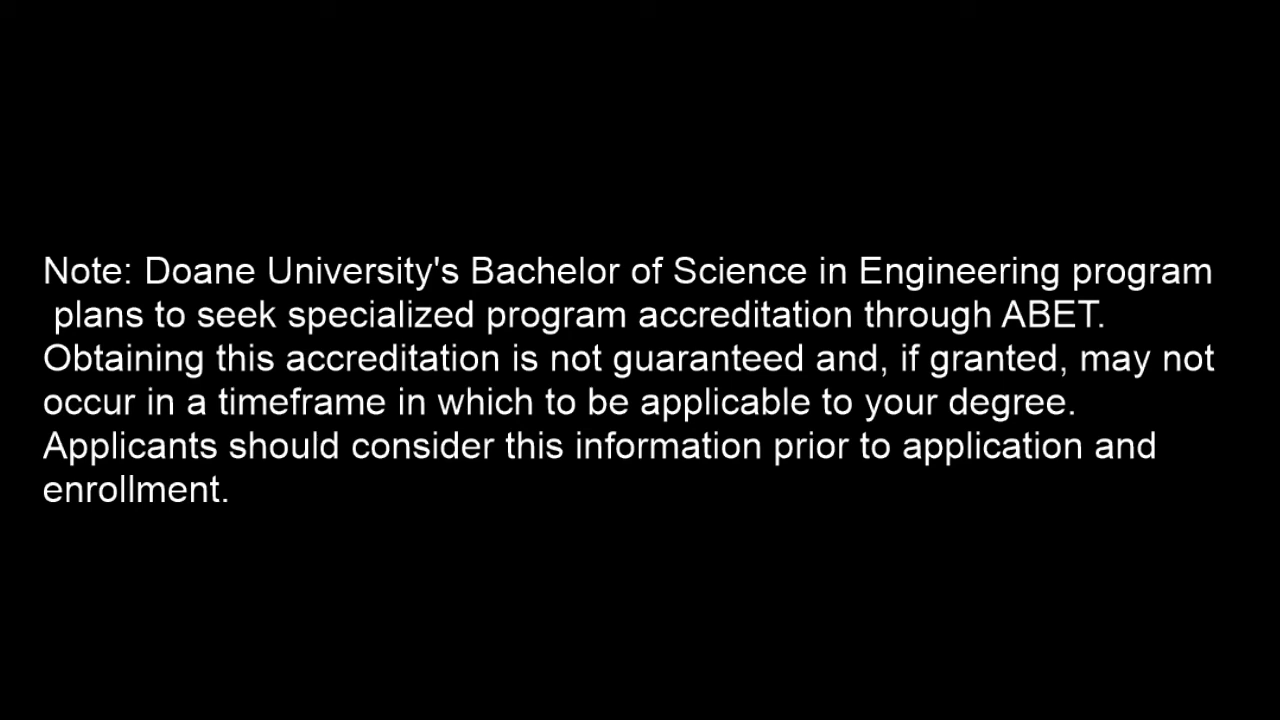 Note: Doane University's Bachelor of Science in Engineering program
plans to seek specialized program accreditation through ABET.
Obtaining this accreditation is not guaranteed and, if granted, may not
occur in a timeframe in which to be applicable to your degree.
Applicants should consider this information prior to application and
enrollment.